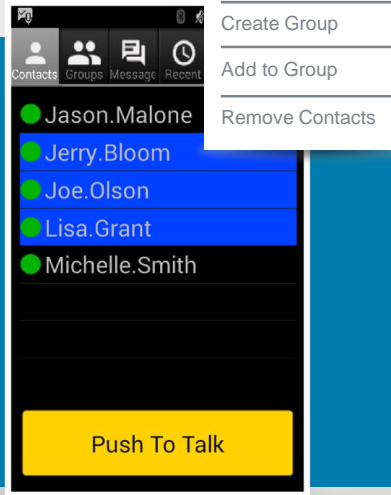 Create Group
Add to Group
Remove Contacts
Contacts Groups Message Recent
Jason.Malone
Jerry.Bloom
Joe.Olson
Lisa.Grant
Michelle.Smith
Push To Talk